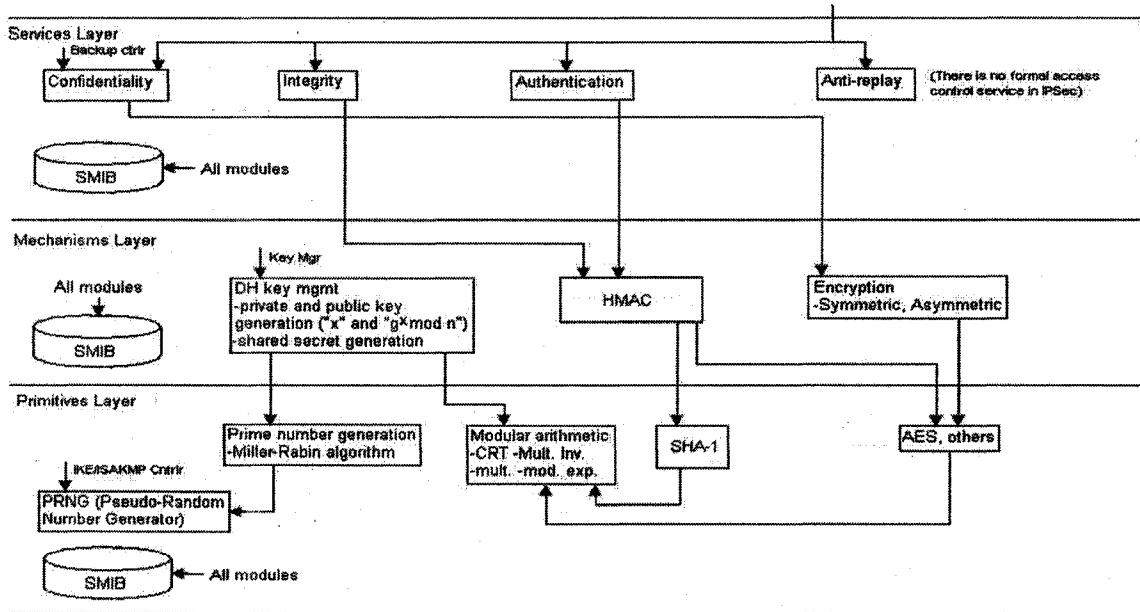 Services Layer
Backup ctrlr
Confidentiality
Integrity
Authentication
Anti-replay
(There is no formal access
control service in IPSec)
SMIB
All modules
Mechanisms Layer
Key Mgr
All modules
SMIB
DH key mgmt
-private and public key
generation ("x" and "g^x mod n")
-shared secret generation
HMAC
Encryption
-Symmetric, Asymmetric
Primitives Layer
Prime number generation
-Miller-Rabin algorithm
Modular arithmetic
-CRT -Mult. Inv.
-mult. -mod. exp.
SHA-1
AES, others
IKE/ISAKMP Cntrlr
PRNG (Pseudo-Random
Number Generator)
SMIB
All modules